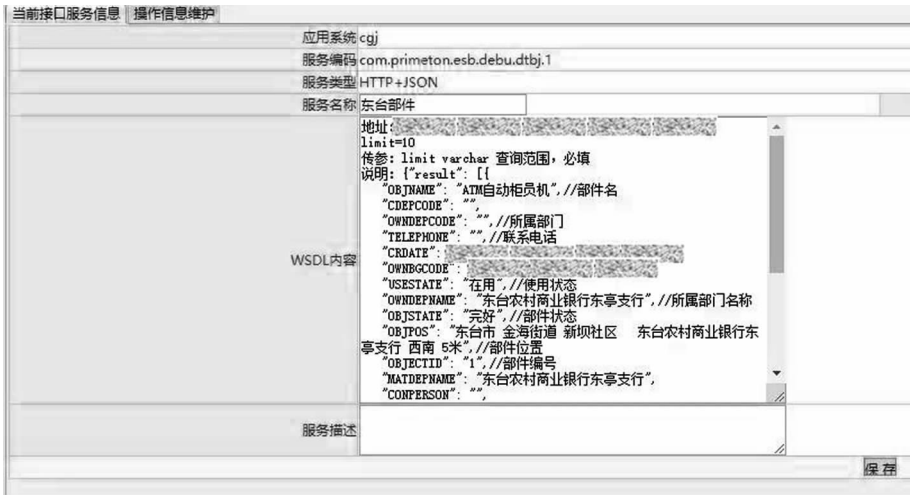 当前接口服务信息 操作信息维护
应用系统 cgj
服务编码 com.primeton.esb.debu.dtbj.1
服务类型 HTTP+JSON
服务名称 东台部件
WSDL内容
地址:
limit=10
传参: limit varchar 查询范围，必填
说明: {"result": [{
"OBJNAME": "ATM自动柜员机",//部件名
"CDEPCODE": "",
"OWNDEPCODE": "",//所属部门
"TELEPHONE": "",//联系电话
"CRDATE":
"OWNBGCODE":
"USESTATE": "在用",//使用状态
"OWNDEPNAME": "东台农村商业银行东亭支行",//所属部门名称
"OBJSTATE": "完好",//部件状态
"OBJPOS": "东台市 金海街道 新坝社区 东台农村商业银行东
亭支行 西南 5米",//部件位置
"OBJECTID": "1",//部件编号
"MATDEPNAME": "东台农村商业银行东亭支行",
"CONPERSON": "",
服务描述
保存